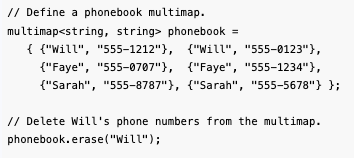 // Define a phonebook multimap.
multimap<string, string> phonebook =
   { {"Will", "555-1212"},  {"Will", "555-0123"},
     {"Faye", "555-0707"},  {"Faye", "555-1234"},
     {"Sarah", "555-8787"}, {"Sarah", "555-5678"} };

// Delete Will's phone numbers from the multimap.
phonebook.erase("Will");